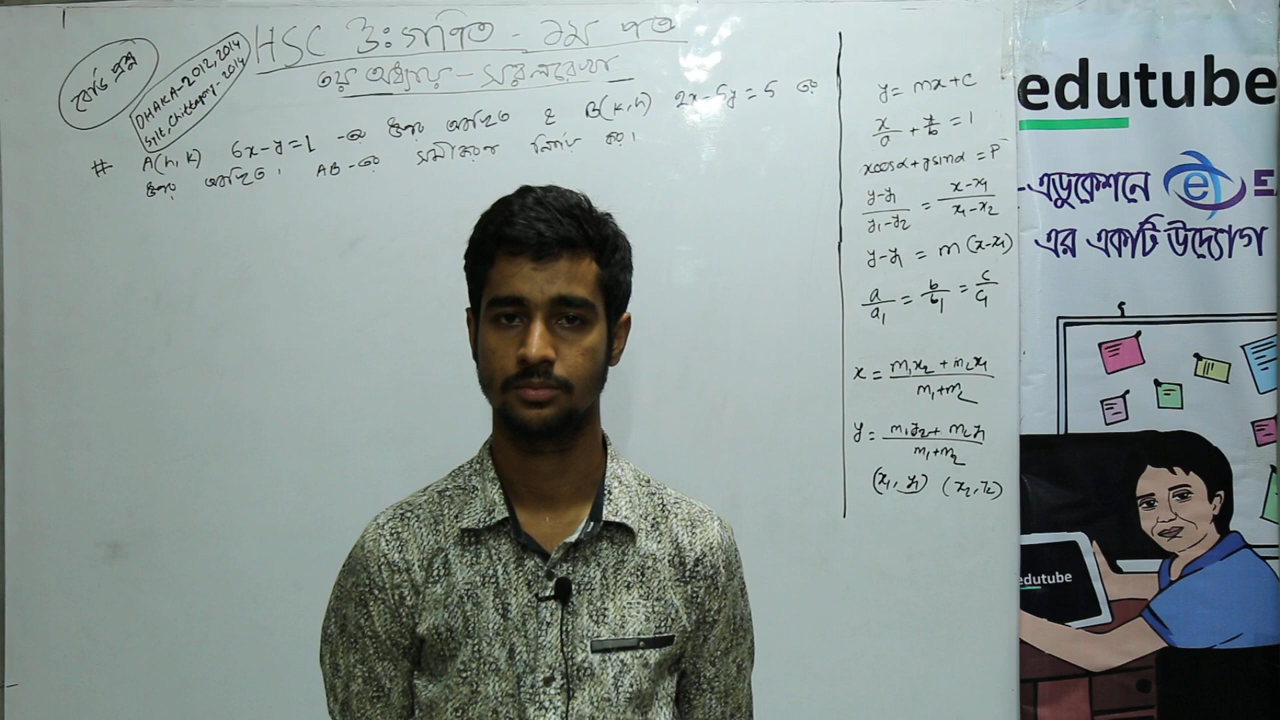 HSC উঃ গণিত - ১ম পত্র
৩য় অধ্যায় - সরলরেখা
বোর্ড প্রশ্ন
DHAKA-2012, 2014
Sylt, Chittagong - 2014
# A(h, k) 6x-y=1 -এর উপর অবস্থিত ও B(k, h) 2x-5y=5 এর
উপর অবস্থিত। AB-এর সমীকরণ নির্ণয় কর।
y = mx+c
x/a + y/b = 1
xcosα+ysinα = P
y-y₁/y₁-y₂ = x-x₁/x₁-x₂
y-y₁ = m (x-x₁)
a/a₁ = b/b₁ = c/c₁
x = m₁x₂ + m₂x₁/m₁+m₂
y = m₁y₂ + m₂y₁/m₁+m₂
(x₁, y₁) (x₂, y₂)
edutube
-এডুকেশনে e E
এর একটি উদ্যোগ
edutube